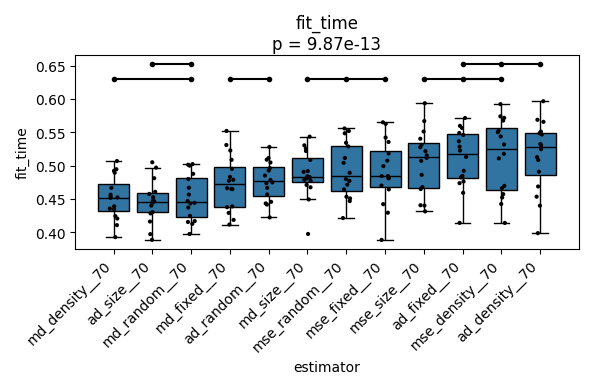 fit_time
p = 9.87e-13
0.65
0.60
0.55
0.50
0.45
0.40
fit_time
md_density__70
ad_size__70
md_random__70
md_fixed__70
ad_random__70
md_size__70
mse_random__70
mse_fixed__70
mse_size__70
ad_fixed__70
mse_density__70
ad_density__70
estimator